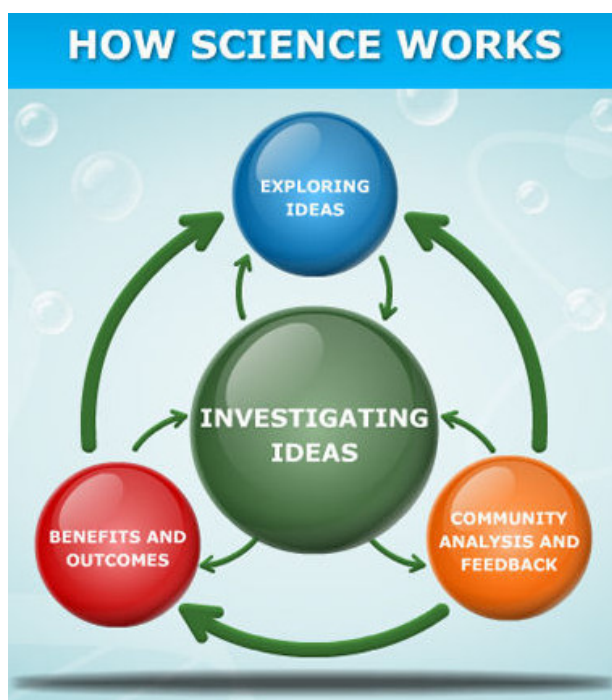 HOW SCIENCE WORKS
EXPLORING
IDEAS
INVESTIGATING
IDEAS
BENEFITS AND
OUTCOMES
COMMUNITY
ANALYSIS AND
FEEDBACK